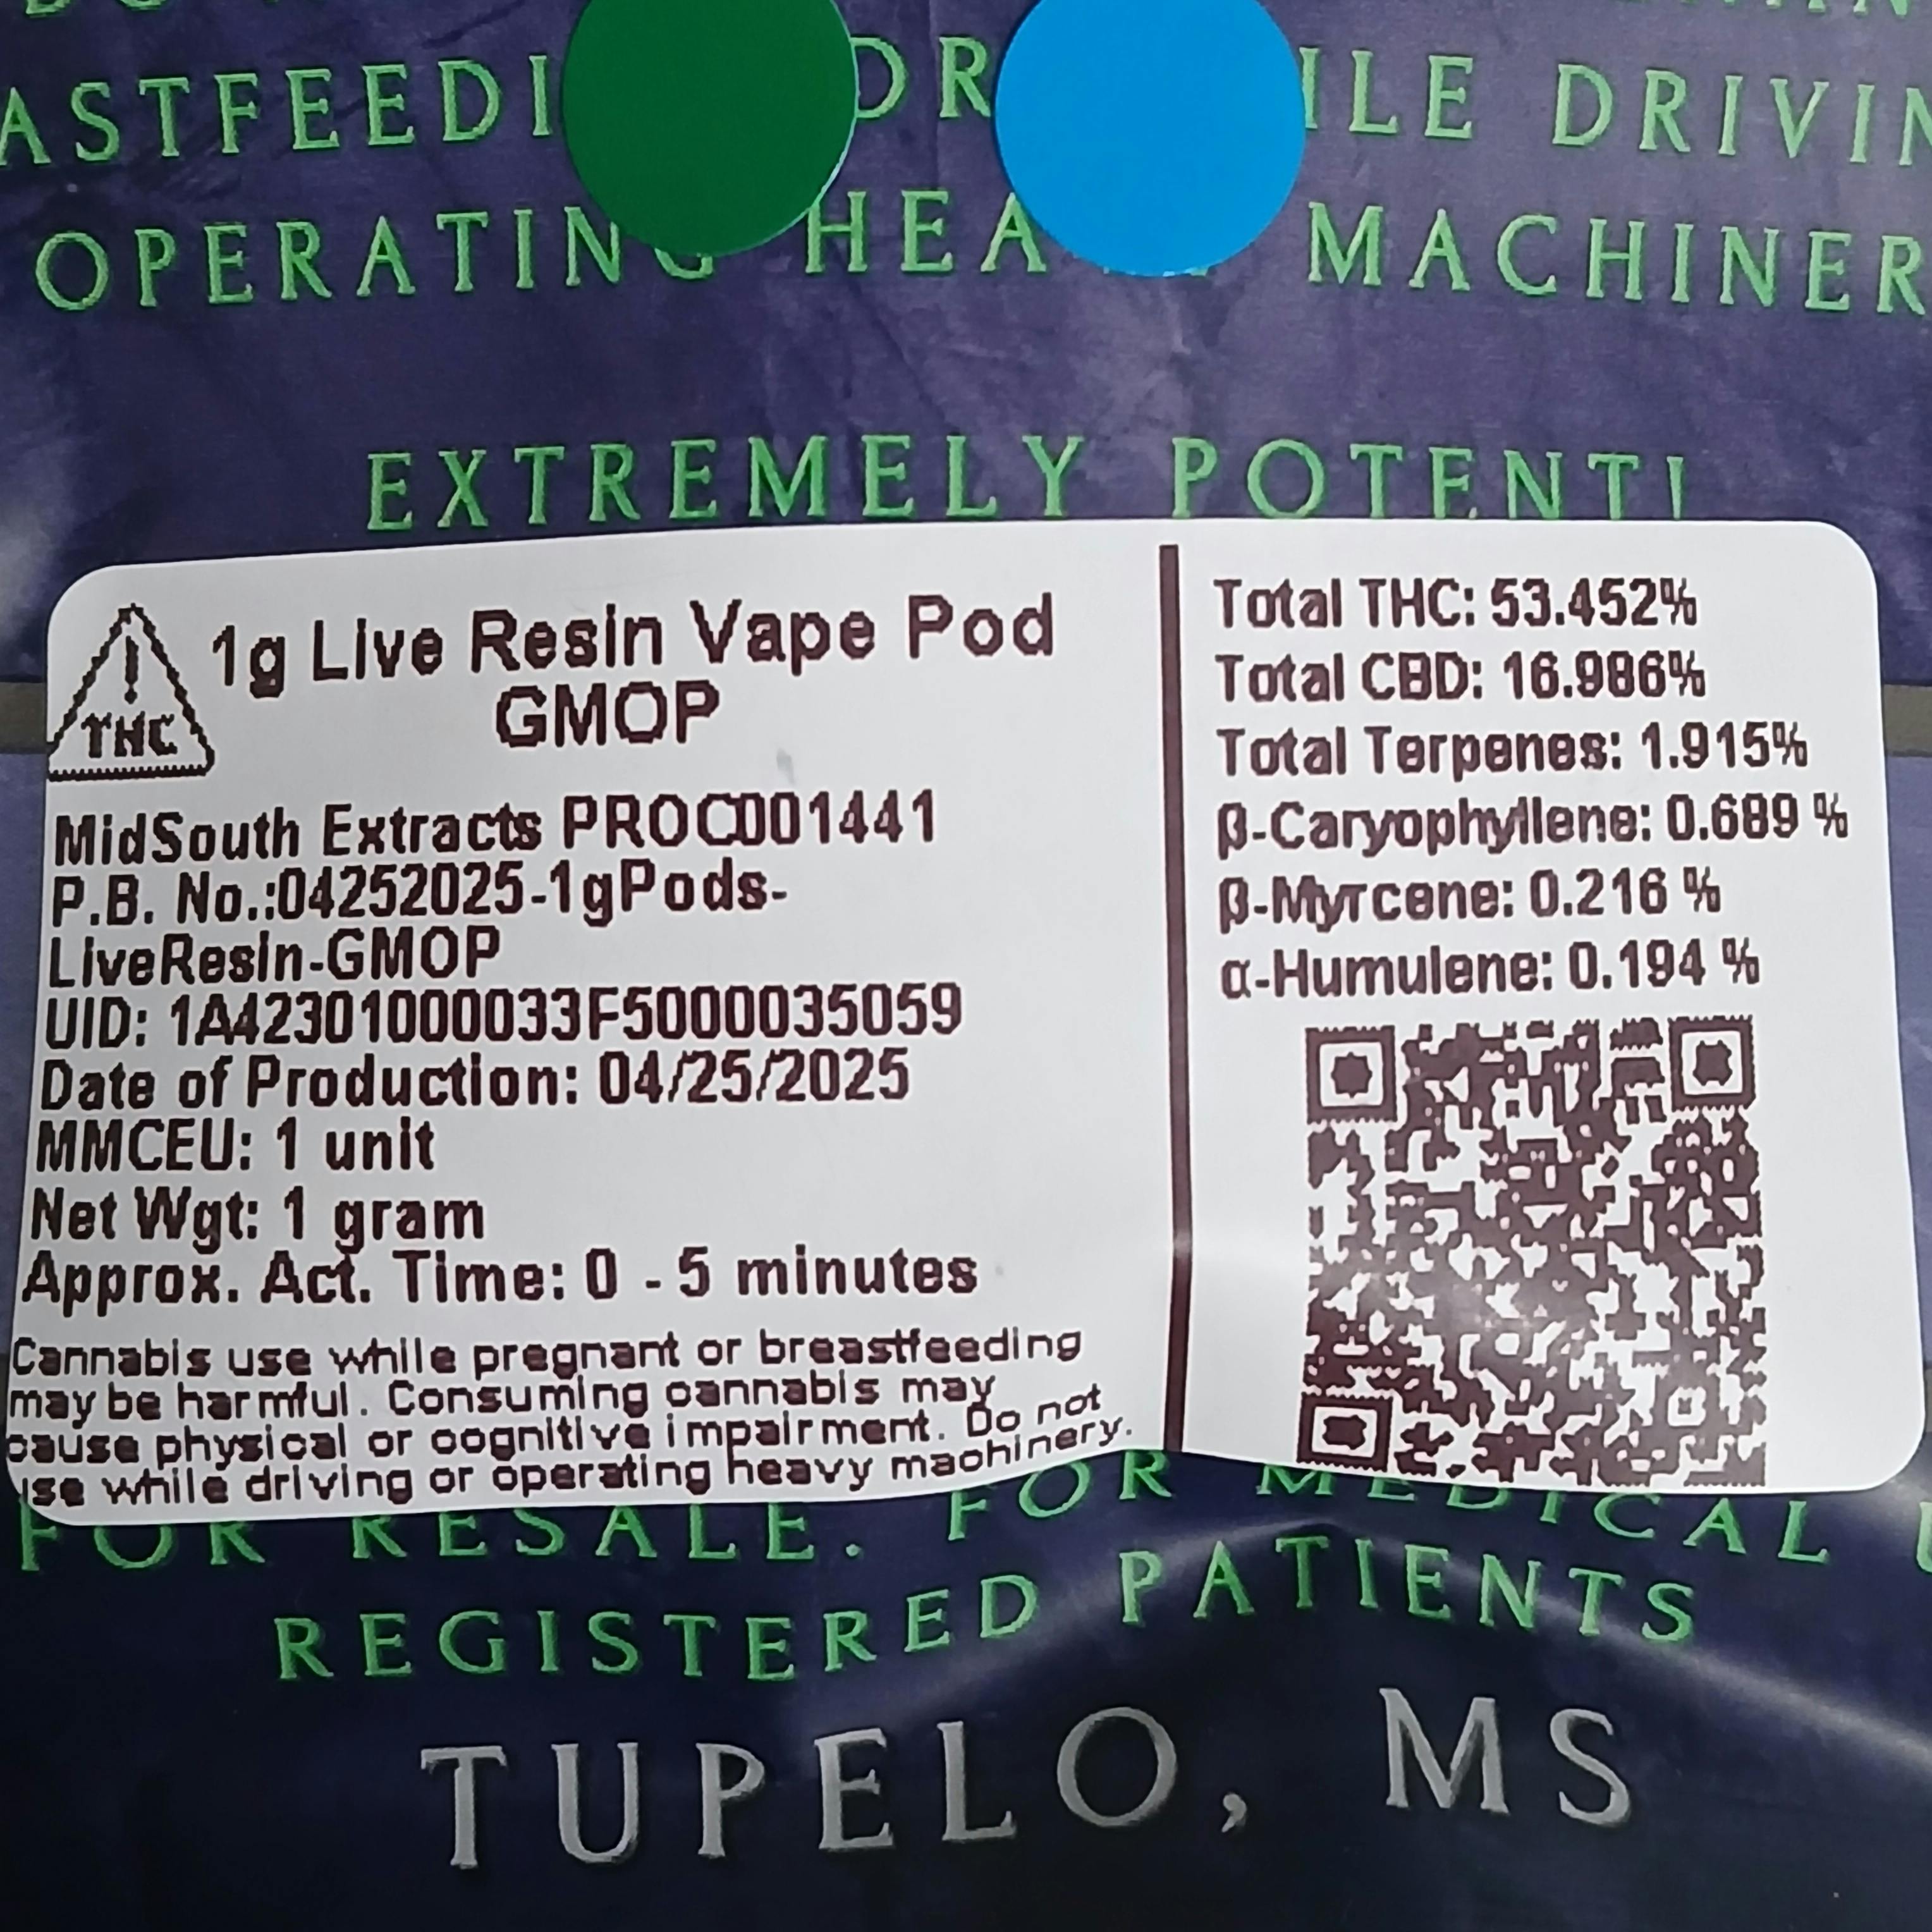 OR
DRIVIN
OPERATING HEA MACHINER
EXTREMELY POTENT!
THC
1g Live Resin Vape Pod
GMOP
MidSouth Extracts PROC001441
P.B. No.:04252025-1gPods-
LiveResin-GMOP
UID: 1A42301000033F5000035059
Date of Production: 04/25/2025
MMCEU: 1 unit
Net Wgt: 1 gram
Approx. Act. Time: 0 - 5 minutes
Cannabis use while pregnant or breastfeeding
may be harmful. Consuming cannabis may
cause physical or cognitive impairment. Do not
use while driving or operating heavy machinery.
Total THC: 53.452%
Total CBD: 16.986%
Total Terpenes: 1.915%
β-Caryophyllene: 0.689 %
β-Myrcene: 0.216 %
α-Humulene: 0.194 %
FOR RESALE. FOR MEDICAL
REGISTERED PATIENTS
TUPELO, MS